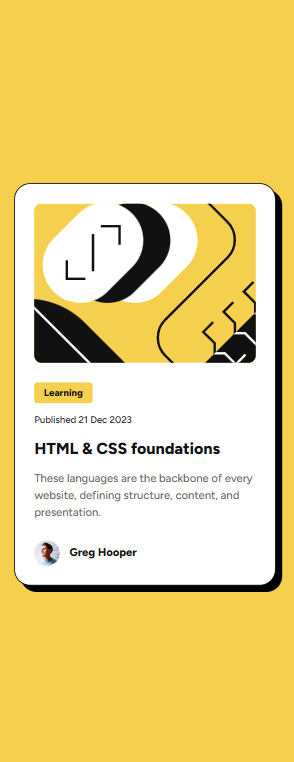 Learning
Published 21 Dec 2023
HTML & CSS foundations
These languages are the backbone of every
website, defining structure, content, and
presentation.
Greg Hooper